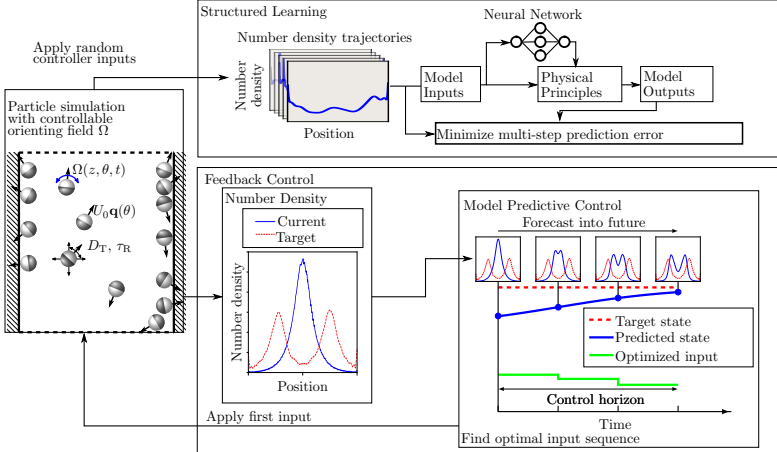 Structured Learning
Neural Network
Apply random
controller inputs
Number density trajectories
Number
density
Position
Model
Inputs
Physical
Principles
Model
Outputs
Minimize multi-step prediction error
Particle simulation
with controllable
orienting field Ω
Ω(z, θ, t)
U₀q(θ)
D_T, τ_R
Feedback Control
Number Density
Current
Target
Number density
Position
Model Predictive Control
Forecast into future
Target state
Predicted state
Optimized input
Control horizon
Time
Find optimal input sequence
Apply first input